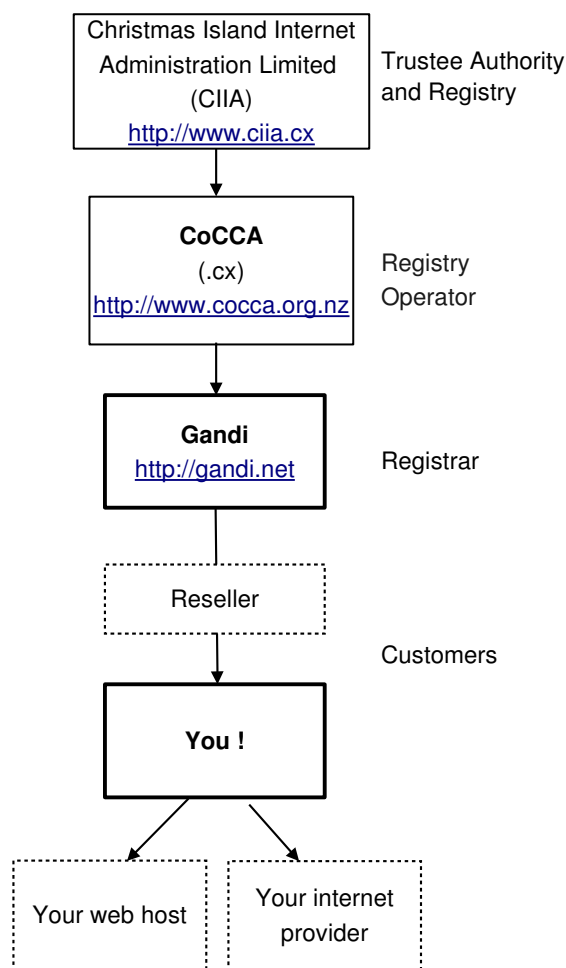 Christmas Island Internet
Administration Limited
(CIIA)
http://www.ciia.cx
Trustee Authority
and Registry
CoCCA
(.cx)
http://www.cocca.org.nz
Registry
Operator
Gandi
http://gandi.net
Registrar
Reseller
Customers
You !
Your web host
Your internet
provider